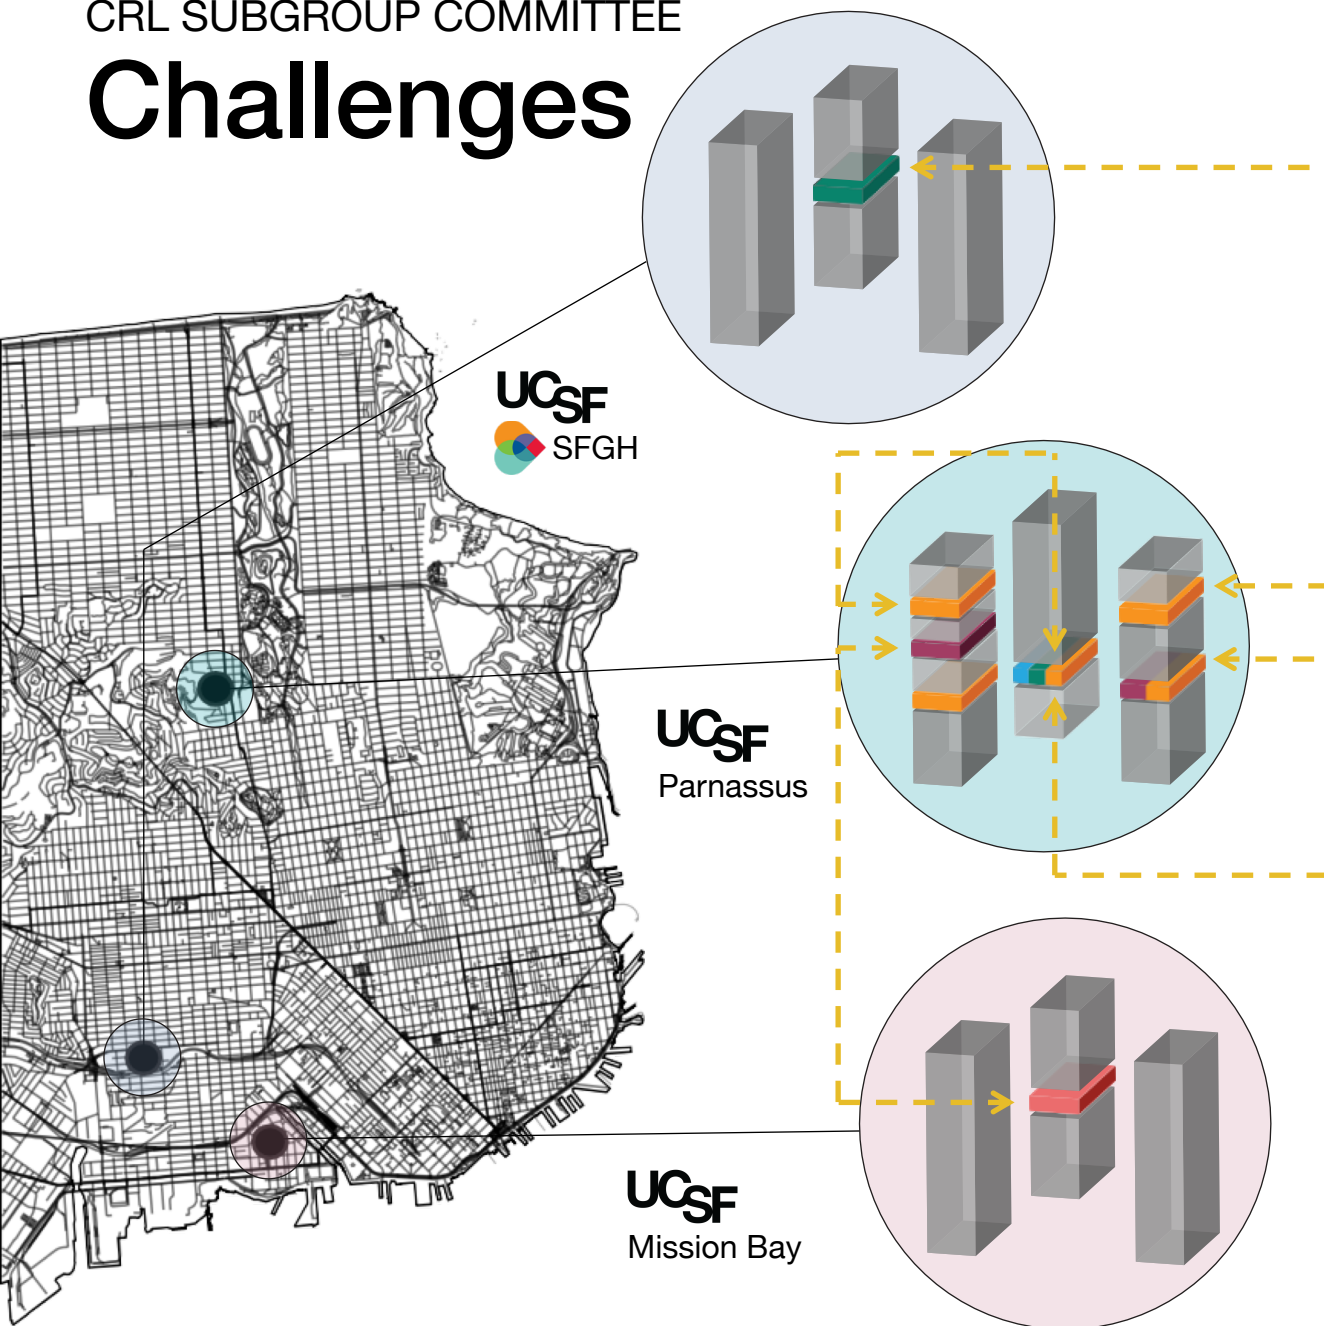 CRL SUBGROUP COMMITTEE
Challenges
UCSF
SFGH
UCSF
Parnassus
UCSF
Mission Bay